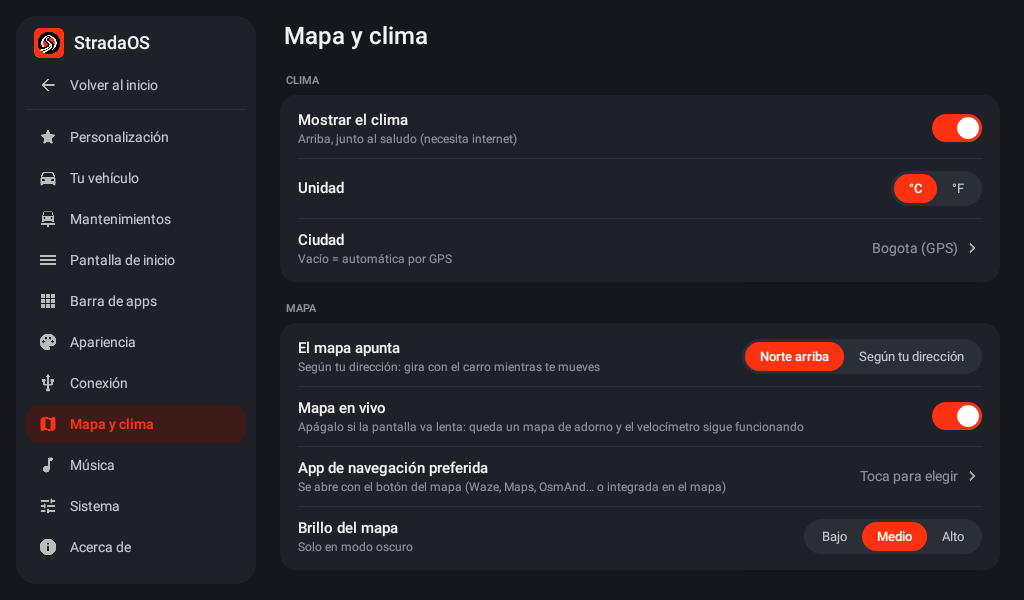 StradaOS
Volver al inicio
Personalización
Tu vehículo
Mantenimientos
Pantalla de inicio
Barra de apps
Apariencia
Conexión
Mapa y clima
Música
Sistema
Acerca de
Mapa y clima
CLIMA
Mostrar el clima
Arriba, junto al saludo (necesita internet)
Unidad
°C °F
Ciudad
Vacío = automática por GPS
Bogota (GPS)
MAPA
El mapa apunta
Según tu dirección: gira con el carro mientras te mueves
Norte arriba Según tu dirección
Mapa en vivo
Apágalo si la pantalla va lenta: queda un mapa de adorno y el velocímetro sigue funcionando
App de navegación preferida
Se abre con el botón del mapa (Waze, Maps, OsmAnd... o integrada en el mapa)
Toca para elegir
Brillo del mapa
Solo en modo oscuro
Bajo Medio Alto